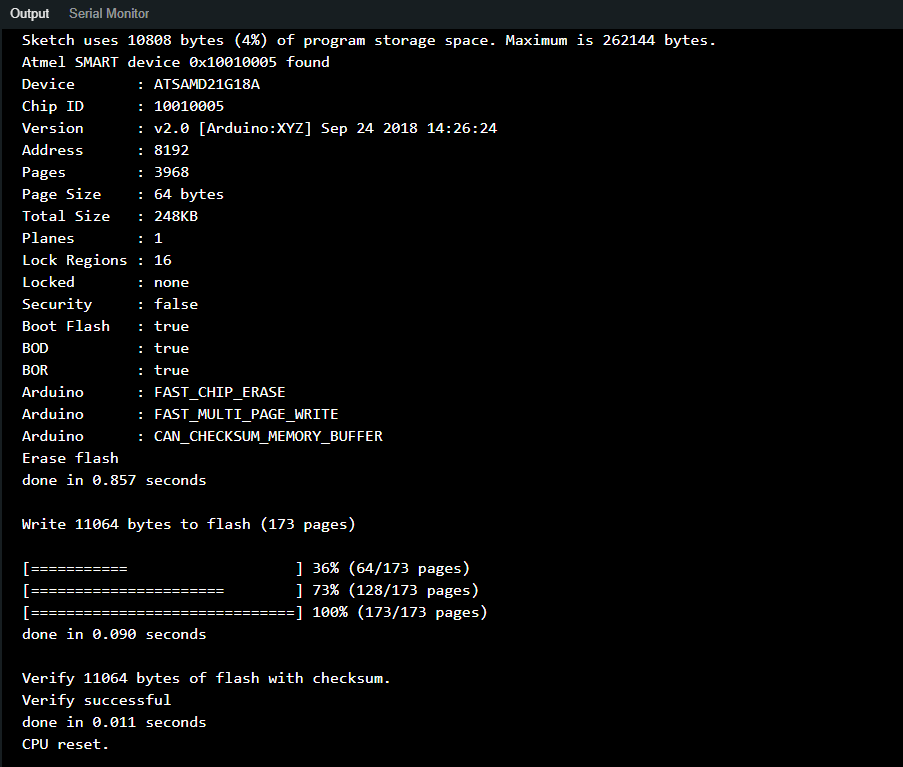 Output Serial Monitor
Sketch uses 10808 bytes (4%) of program storage space. Maximum is 262144 bytes.
Atmel SMART device 0x10010005 found
Device       : ATSAMD21G18A
Chip ID      : 10010005
Version      : v2.0 [Arduino:XYZ] Sep 24 2018 14:26:24
Address      : 8192
Pages        : 3968
Page Size    : 64 bytes
Total Size   : 248KB
Planes       : 1
Lock Regions : 16
Locked       : none
Security     : false
Boot Flash   : true
BOD          : true
BOR          : true
Arduino      : FAST_CHIP_ERASE
Arduino      : FAST_MULTI_PAGE_WRITE
Arduino      : CAN_CHECKSUM_MEMORY_BUFFER
Erase flash
done in 0.857 seconds
Write 11064 bytes to flash (173 pages)
[===========                   ] 36% (64/173 pages)
[======================        ] 73% (128/173 pages)
[==============================] 100% (173/173 pages)
done in 0.090 seconds
Verify 11064 bytes of flash with checksum.
Verify successful
done in 0.011 seconds
CPU reset.